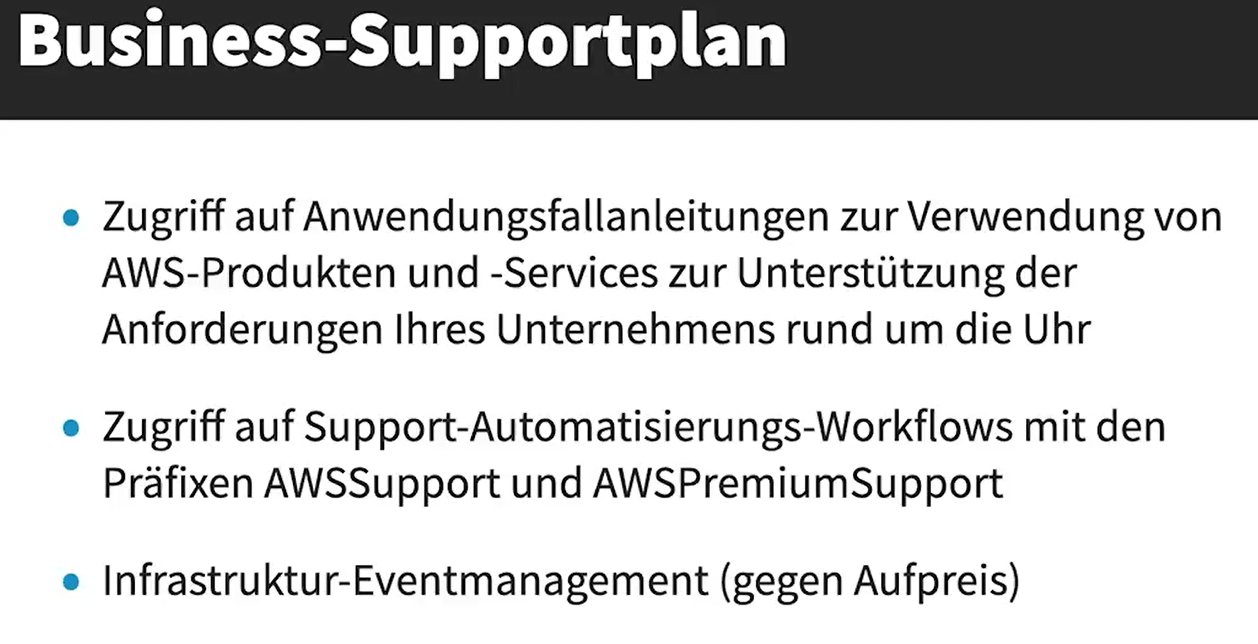 Business-Supportplan
• Zugriff auf Anwendungsfallanleitungen zur Verwendung von
AWS-Produkten und -Services zur Unterstützung der
Anforderungen Ihres Unternehmens rund um die Uhr
• Zugriff auf Support-Automatisierungs-Workflows mit den
Präfixen AWSSupport und AWSPremiumSupport
• Infrastruktur-Eventmanagement (gegen Aufpreis)